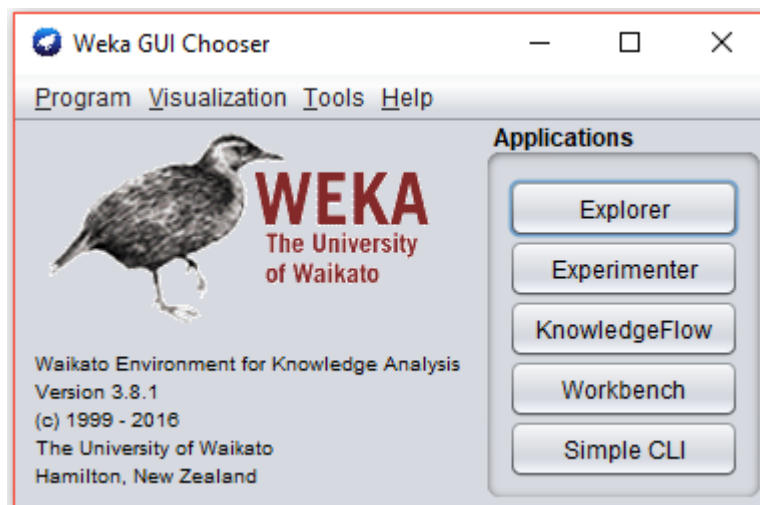 Weka GUI Chooser
Program Visualization Tools Help
WEKA
The University
of Waikato
Waikato Environment for Knowledge Analysis
Version 3.8.1
(c) 1999 - 2016
The University of Waikato
Hamilton, New Zealand
Applications
Explorer
Experimenter
KnowledgeFlow
Workbench
Simple CLI